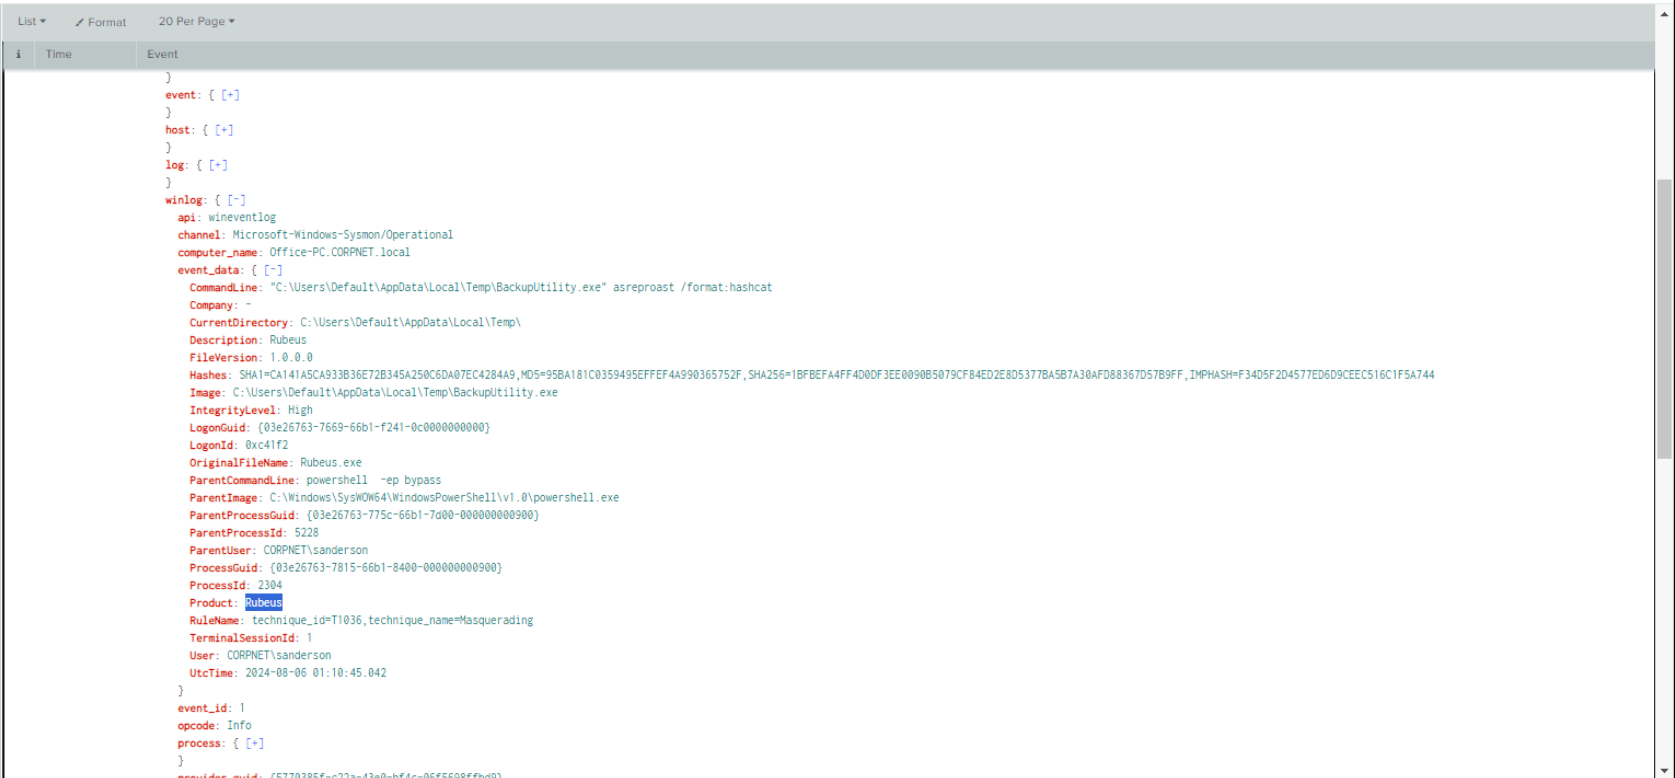 List ▾ Format 20 Per Page ▾
i Time Event
}
event: { [+]
}
host: { [+]
}
log: { [+]
}
winlog: { [-]
api: wineventlog
channel: Microsoft-Windows-Sysmon/Operational
computer_name: Office-PC.CORPNET.local
event_data: { [-]
CommandLine: "C:\Users\Default\AppData\Local\Temp\BackupUtility.exe" asreproast /format:hashcat
Company: -
CurrentDirectory: C:\Users\Default\AppData\Local\Temp\
Description: Rubeus
FileVersion: 1.0.0.0
Hashes: SHA1=CA141A5CA933B36E72B345A250C6DA07EC4284A9,MD5=95BA181C0359495EFFEF4A990365752F,SHA256=1BFBEFA4FF4D0DF3EE0090B5079CF84ED2E8D5377BA5B7A30AFD88367D57B9FF,IMPHASH=F34D5F2D4577ED6D9CEEC516C1F5A744
Image: C:\Users\Default\AppData\Local\Temp\BackupUtility.exe
IntegrityLevel: High
LogonGuid: {03e26763-7669-66b1-f241-0c0000000000}
LogonId: 0xc41f2
OriginalFileName: Rubeus.exe
ParentCommandLine: powershell  -ep bypass
ParentImage: C:\Windows\SysWOW64\WindowsPowerShell\v1.0\powershell.exe
ParentProcessGuid: {03e26763-775c-66b1-7d00-000000000900}
ParentProcessId: 5228
ParentUser: CORPNET\sanderson
ProcessGuid: {03e26763-7815-66b1-8400-000000000900}
ProcessId: 2304
Product: Rubeus
RuleName: technique_id=T1036,technique_name=Masquerading
TerminalSessionId: 1
User: CORPNET\sanderson
UtcTime: 2024-08-06 01:10:45.042
}
event_id: 1
opcode: Info
process: { [+]
}
provider_guid: {5770385f-c22a-43e0-bf4c-06f5698ffbd9}